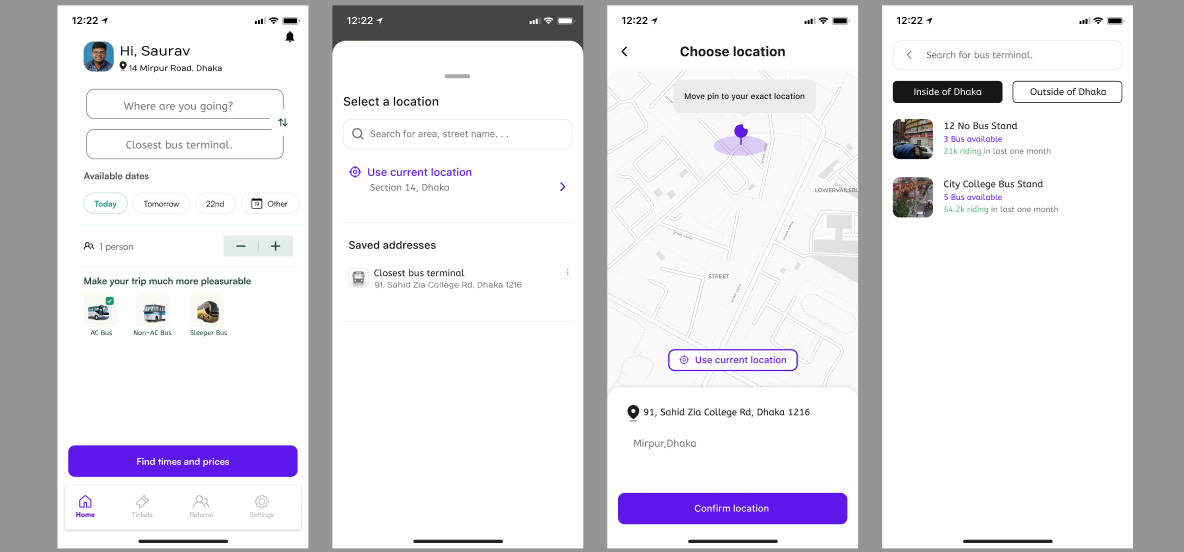 12:22
Hi, Saurav
14 Mirpur Road, Dhaka
Where are you going?
Closest bus terminal.
Available dates
Today
Tomorrow
22nd
19
Other
1 person
Make your trip much more pleasurable
AC Bus
Non-AC Bus
Sleeper Bus
Find times and prices
Home
Tickets
Referral
Settings
12:22
Select a location
Search for area, street name. . .
Use current location
Section 14, Dhaka
Saved addresses
Closest bus terminal
91, Sahid Zia College Rd, Dhaka 1216
12:22
Choose location
Move pin to your exact location
STREET
Use current location
91, Sahid Zia College Rd, Dhaka 1216
Mirpur,Dhaka
Confirm location
12:22
Search for bus terminal.
Inside of Dhaka
Outside of Dhaka
12 No Bus Stand
3 Bus available
21k riding in last one month
City College Bus Stand
5 Bus available
54.2k riding in last one month